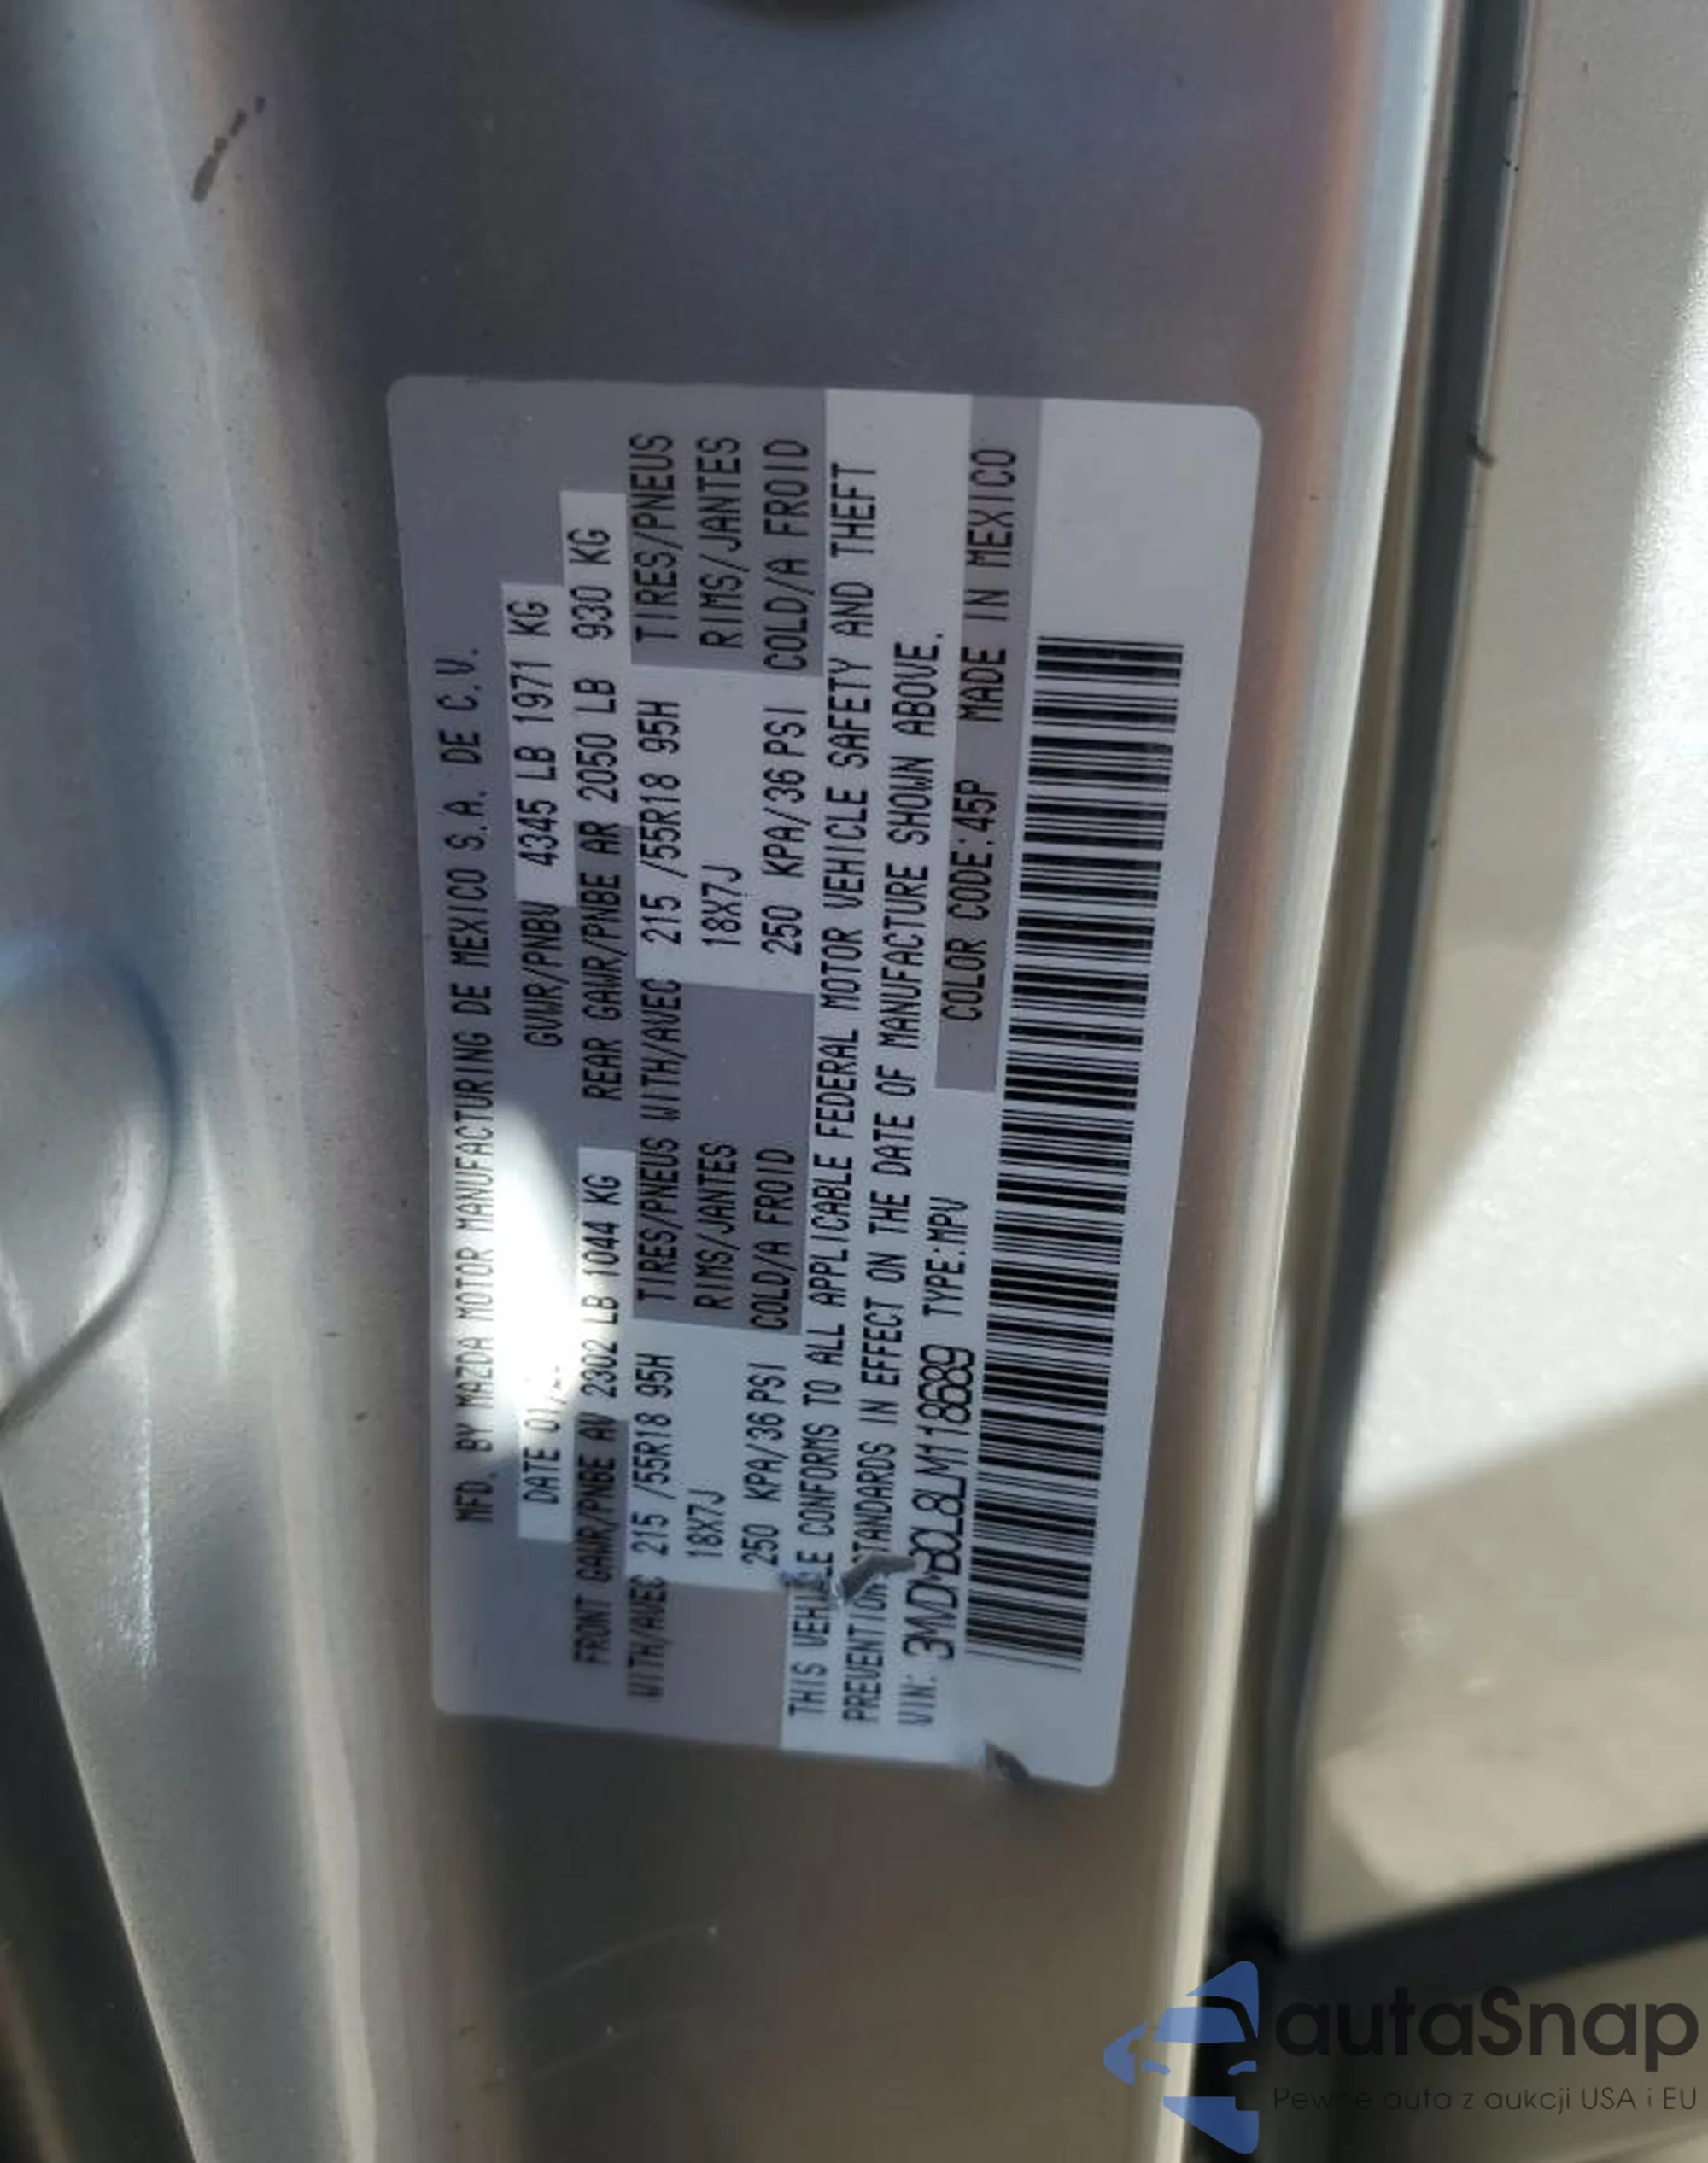 MFD. BY MAZDA MOTOR MANUFACTURING DE MEXICO S.A. DE C.V.
DATE 01/ GVWR/PNBV 4345 LB 1971 KG
FRONT GAWR/PNBE AV 2302 LB 1044 KG REAR GAWR/PNBE AR 2050 LB 930 KG
WITH/AVEC 215 /55R18 95H TIRES/PNEUS WITH/AVEC 215 /55R18 95H TIRES/PNEUS
18X7J RIMS/JANTES 18X7J RIMS/JANTES
250 KPA/36 PSI COLD/A FROID 250 KPA/36 PSI COLD/A FROID
THIS VEHICLE CONFORMS TO ALL APPLICABLE FEDERAL MOTOR VEHICLE SAFETY AND THEFT
PREVENTION STANDARDS IN EFFECT ON THE DATE OF MANUFACTURE SHOWN ABOVE.
VIN: TYPE:MPV COLOR CODE:45P MADE IN MEXICO
autaSnap
Pewne auta z aukcji USA i EU